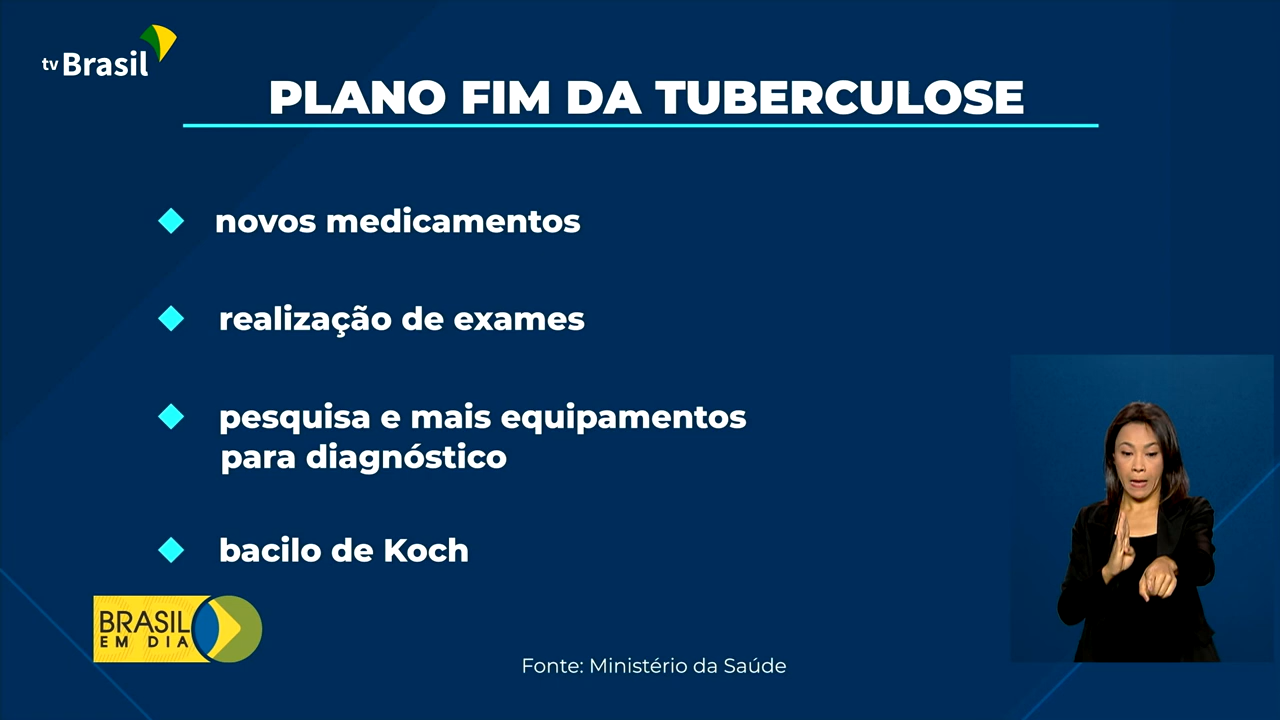 tv Brasil
PLANO FIM DA TUBERCULOSE
novos medicamentos
realização de exames
pesquisa e mais equipamentos
para diagnóstico
bacilo de Koch
BRASIL
EM DIA
Fonte: Ministério da Saúde